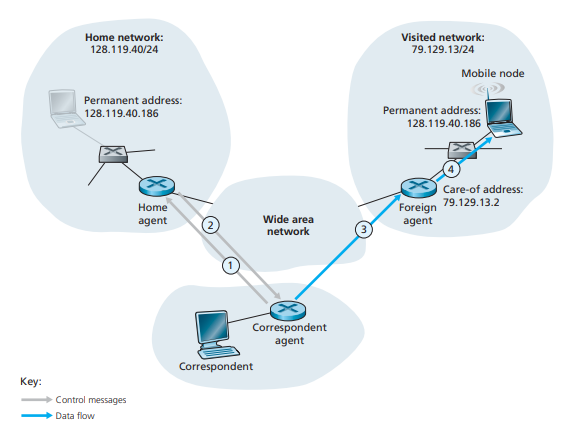 Home network:
128.119.40/24
Visited network:
79.129.13/24
Mobile node
Permanent address:
128.119.40.186
Permanent address:
128.119.40.186
4
Care-of address:
79.129.13.2
Home
agent
Foreign
agent
Wide area
network
2
3
1
Correspondent
agent
Correspondent
Key:
Control messages
Data flow